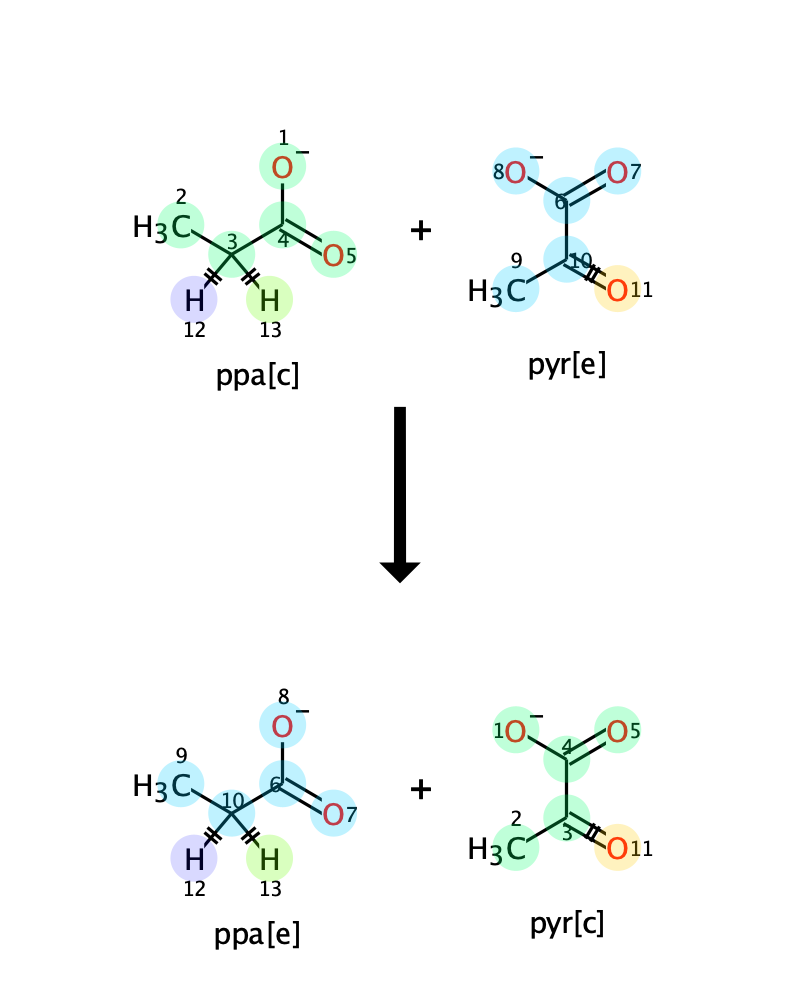 1
O−
2
H3C
3
4
O5
H
H
12
13
ppa[c]
+
8O−
O7
6
9
10
H3C
O11
pyr[e]
8
O−
9
H3C
10
6
O7
H
H
12
13
ppa[e]
+
1O−
O5
4
2
3
H3C
O11
pyr[c]